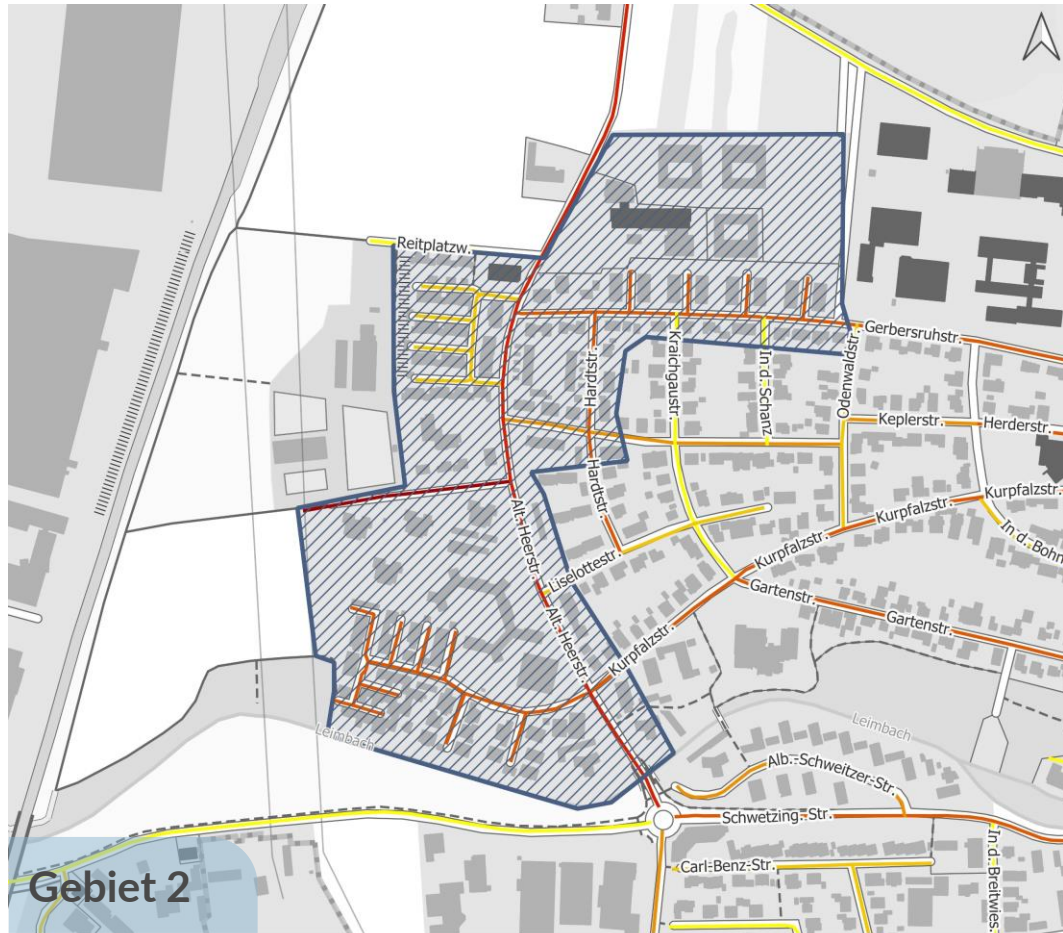 Reitplatzw.
Gerbersruhstr.
Kraichgaustr.
Hardtstr.
In d. Schanz
Odenwaldstr.
Keplerstr.
Herderstr.
Hardtstr.
Kurpfalzstr.
Kurpfalzstr.
In d. Bohn
Alt.-Heerstr.
Liselottestr.
Kurpfalzstr.
Gartenstr.
Gartenstr.
Alt.-Heerstr.
Kurpfalzstr.
Leimbach
Leimbach
Alb.-Schweitzer-Str.
Schwetzing. Str.
Carl-Benz-Str.
In d. Breitwies.
Gebiet 2